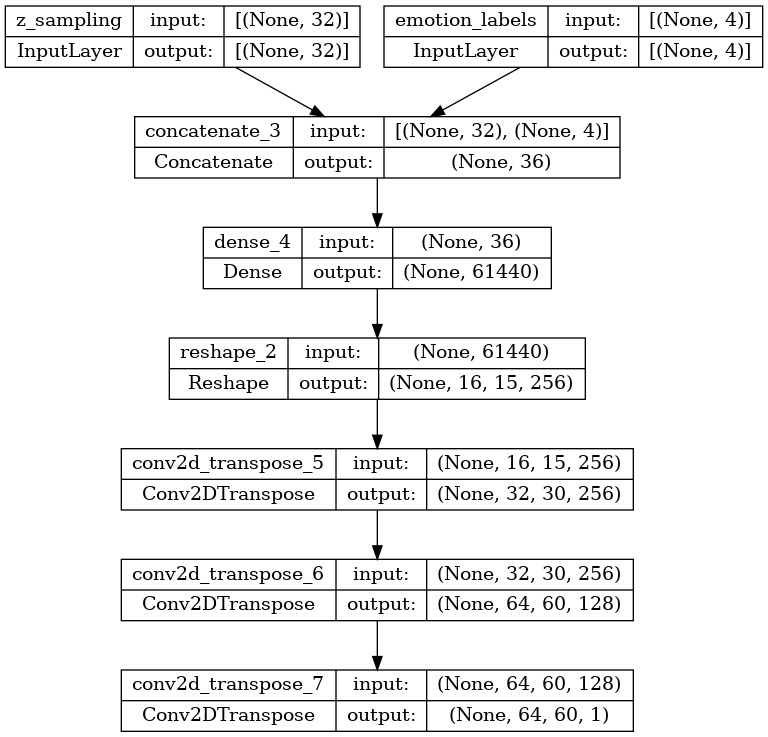 z_sampling input: [(None, 32)]
InputLayer output: [(None, 32)]
emotion_labels input: [(None, 4)]
InputLayer output: [(None, 4)]
concatenate_3 input: [(None, 32), (None, 4)]
Concatenate output: (None, 36)
dense_4 input: (None, 36)
Dense output: (None, 61440)
reshape_2 input: (None, 61440)
Reshape output: (None, 16, 15, 256)
conv2d_transpose_5 input: (None, 16, 15, 256)
Conv2DTranspose output: (None, 32, 30, 256)
conv2d_transpose_6 input: (None, 32, 30, 256)
Conv2DTranspose output: (None, 64, 60, 128)
conv2d_transpose_7 input: (None, 64, 60, 128)
Conv2DTranspose output: (None, 64, 60, 1)